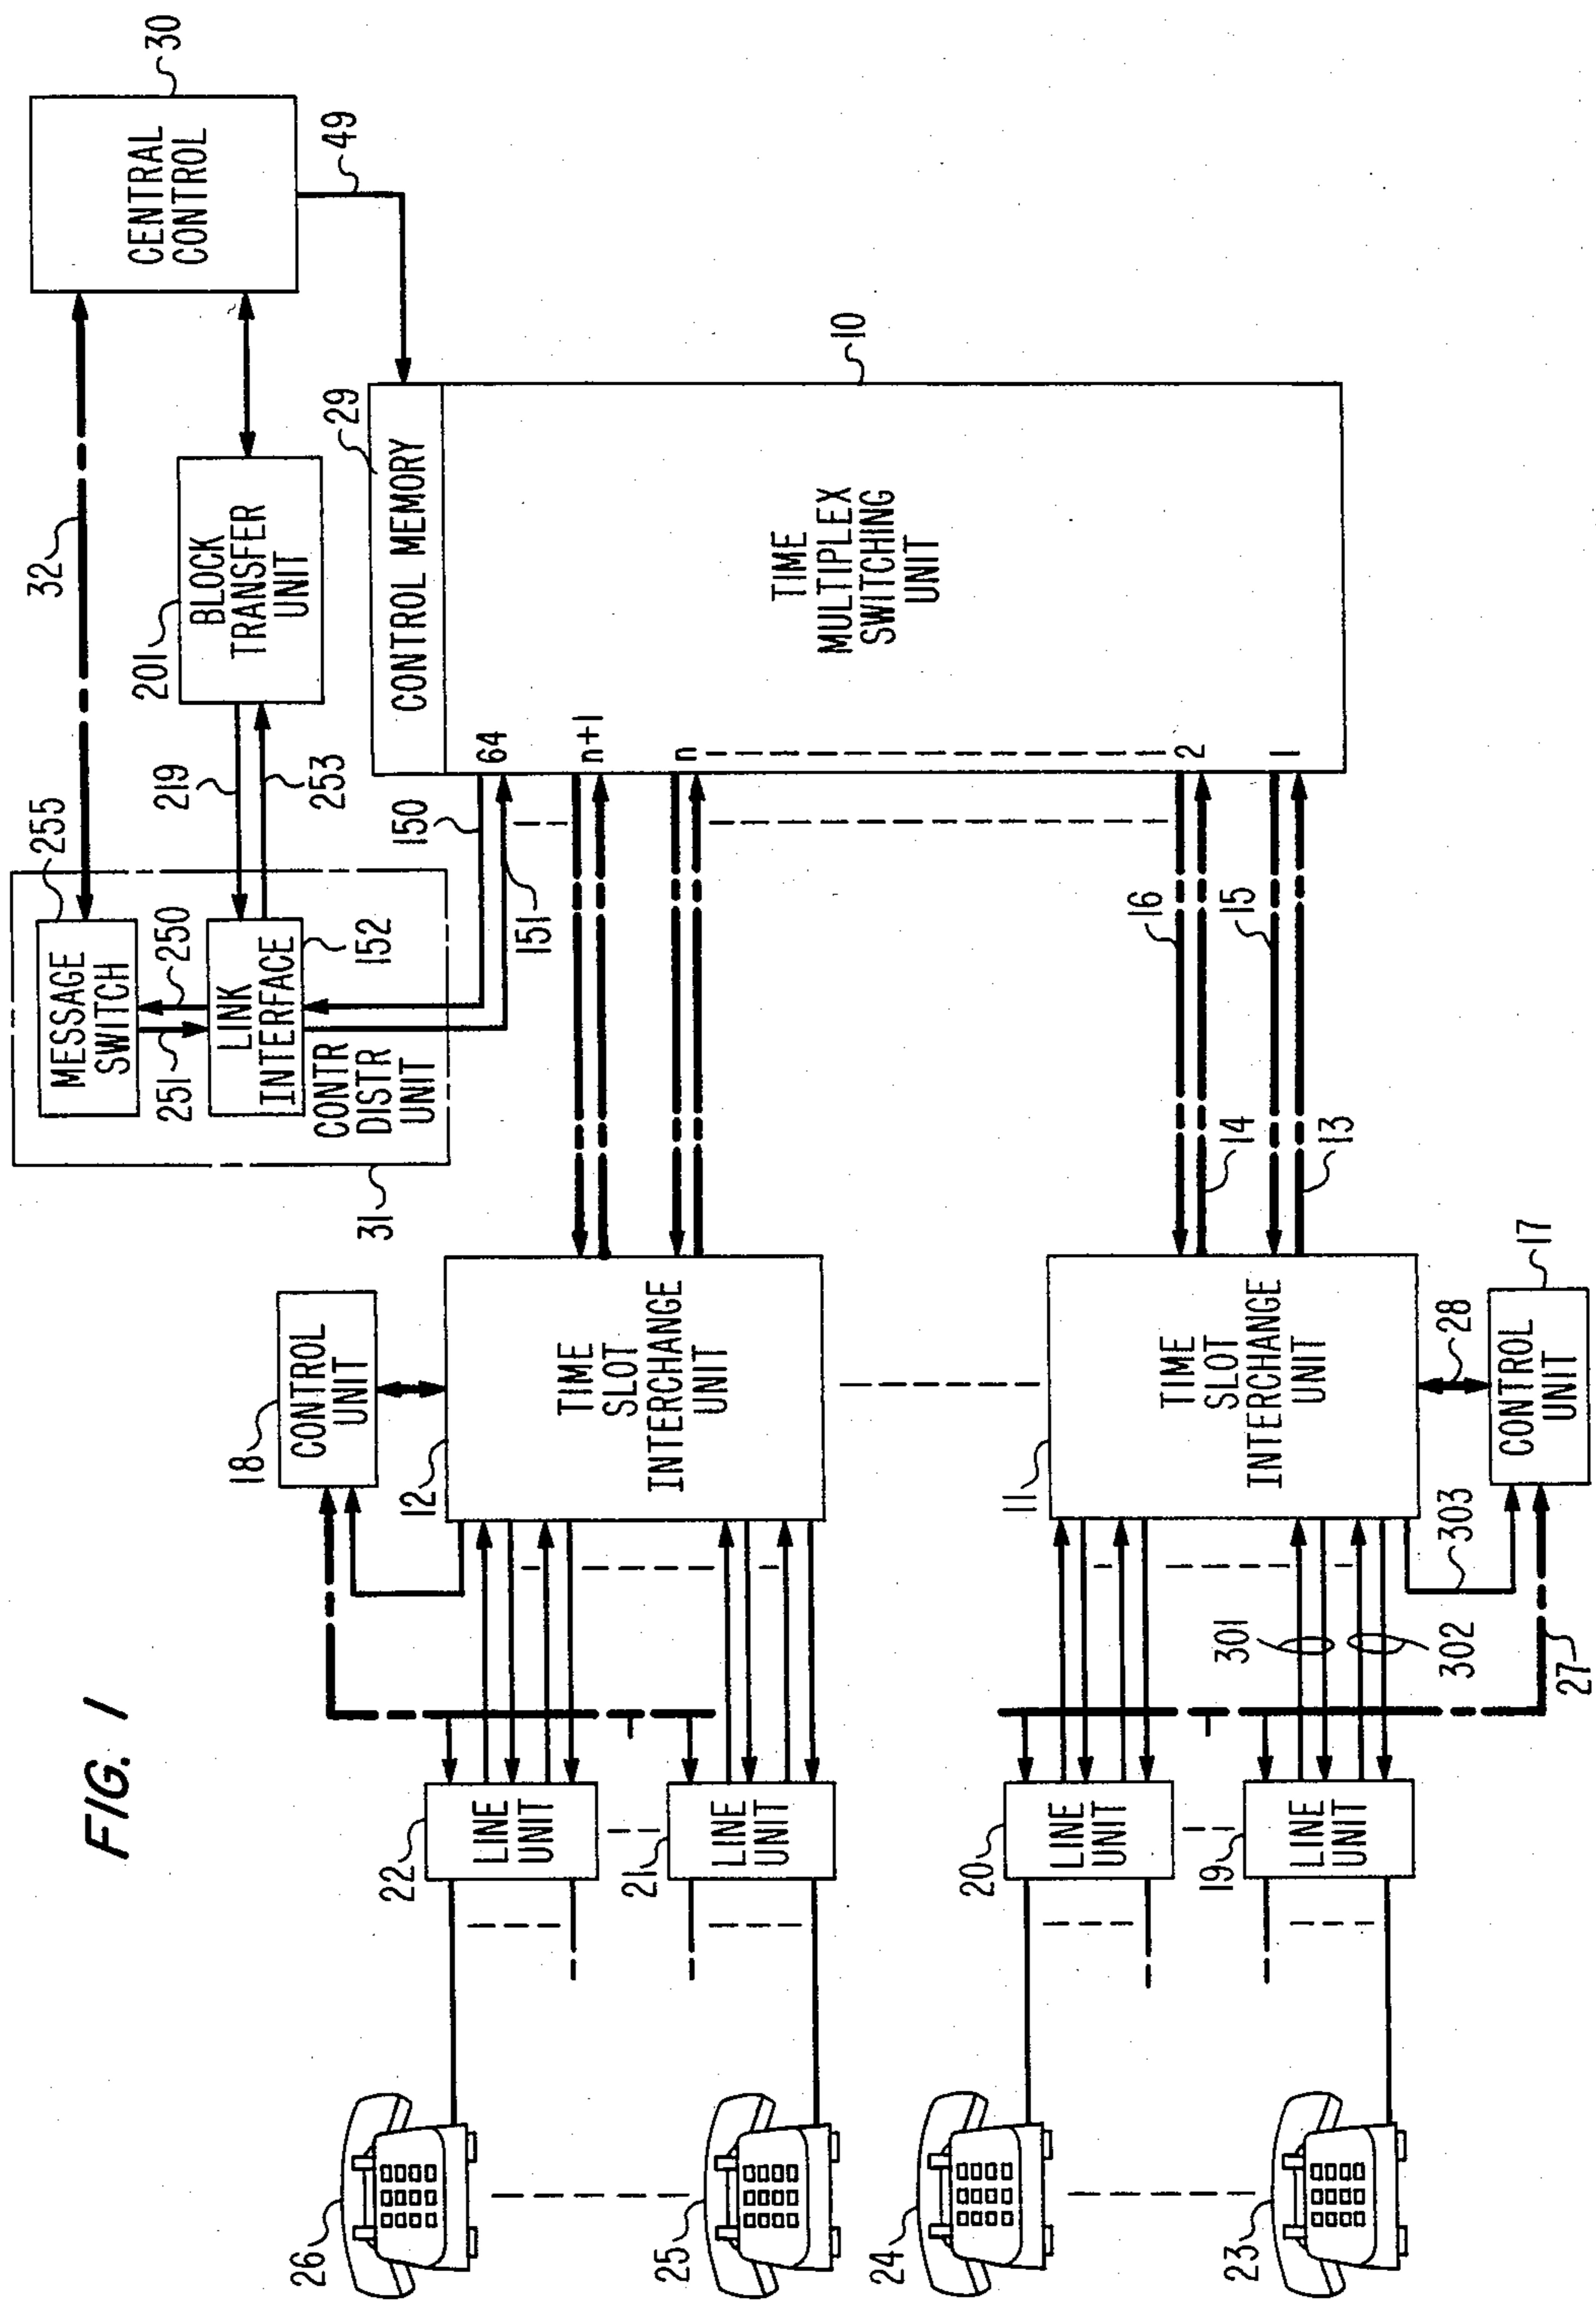 FIG. 1
30
CENTRAL
CONTROL
49
32
201
BLOCK
TRANSFER
UNIT
219
253
255
MESSAGE
SWITCH
250
251
LINK
INTERFACE
152
CONTR
DISTR
UNIT
31
150
151
29
CONTROL MEMORY
10
TIME
MULTIPLEX
SWITCHING
UNIT
64
n+1
n
2
1
16
15
14
13
18
CONTROL
UNIT
12
TIME
SLOT
INTERCHANGE
UNIT
11
TIME
SLOT
INTERCHANGE
UNIT
28
17
CONTROL
UNIT
303
301
302
27
22
LINE
UNIT
21
LINE
UNIT
20
LINE
UNIT
19
LINE
UNIT
26
25
24
23